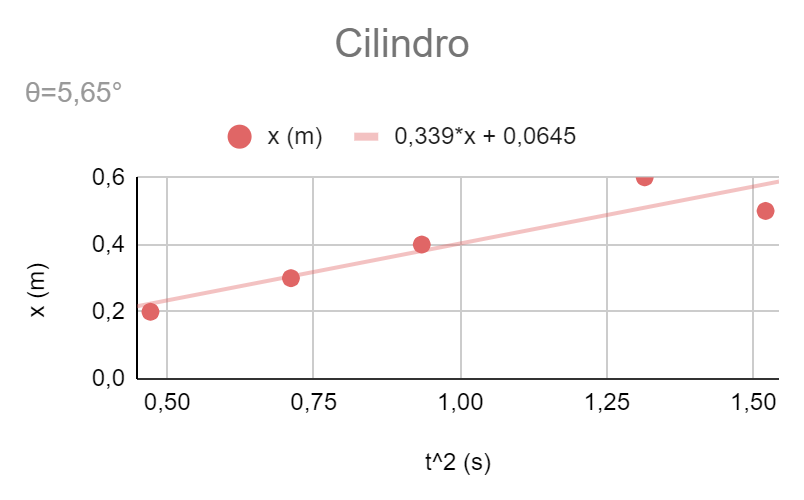 Cilindro
θ=5,65°
x (m) 0,339*x + 0,0645
0,6
0,4
0,2
0,0
x (m)
0,50 0,75 1,00 1,25 1,50
t^2 (s)